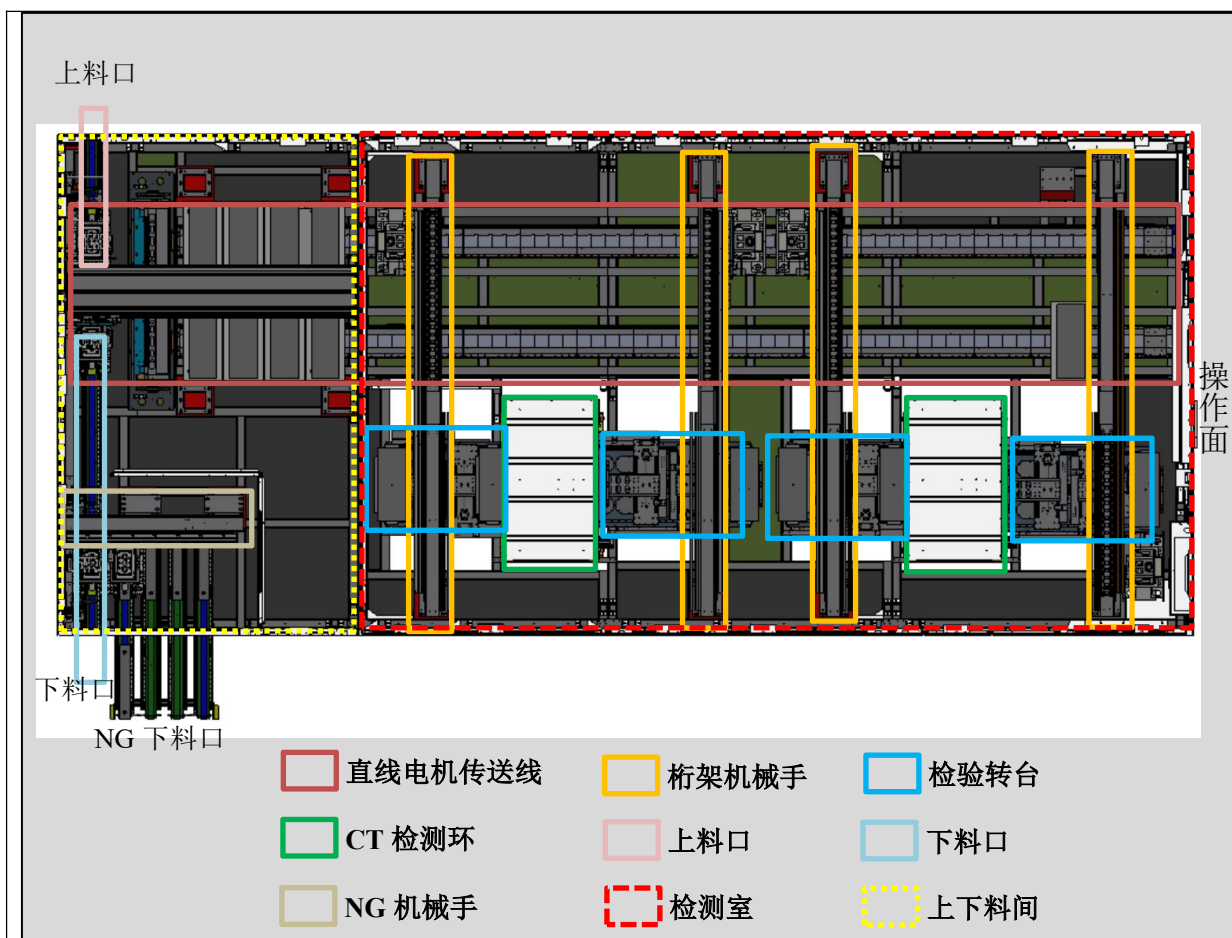 上料口
操作面
下料口
NG 下料口
直线电机传送线
桁架机械手
检验转台
CT 检测环
上料口
下料口
NG 机械手
检测室
上下料间